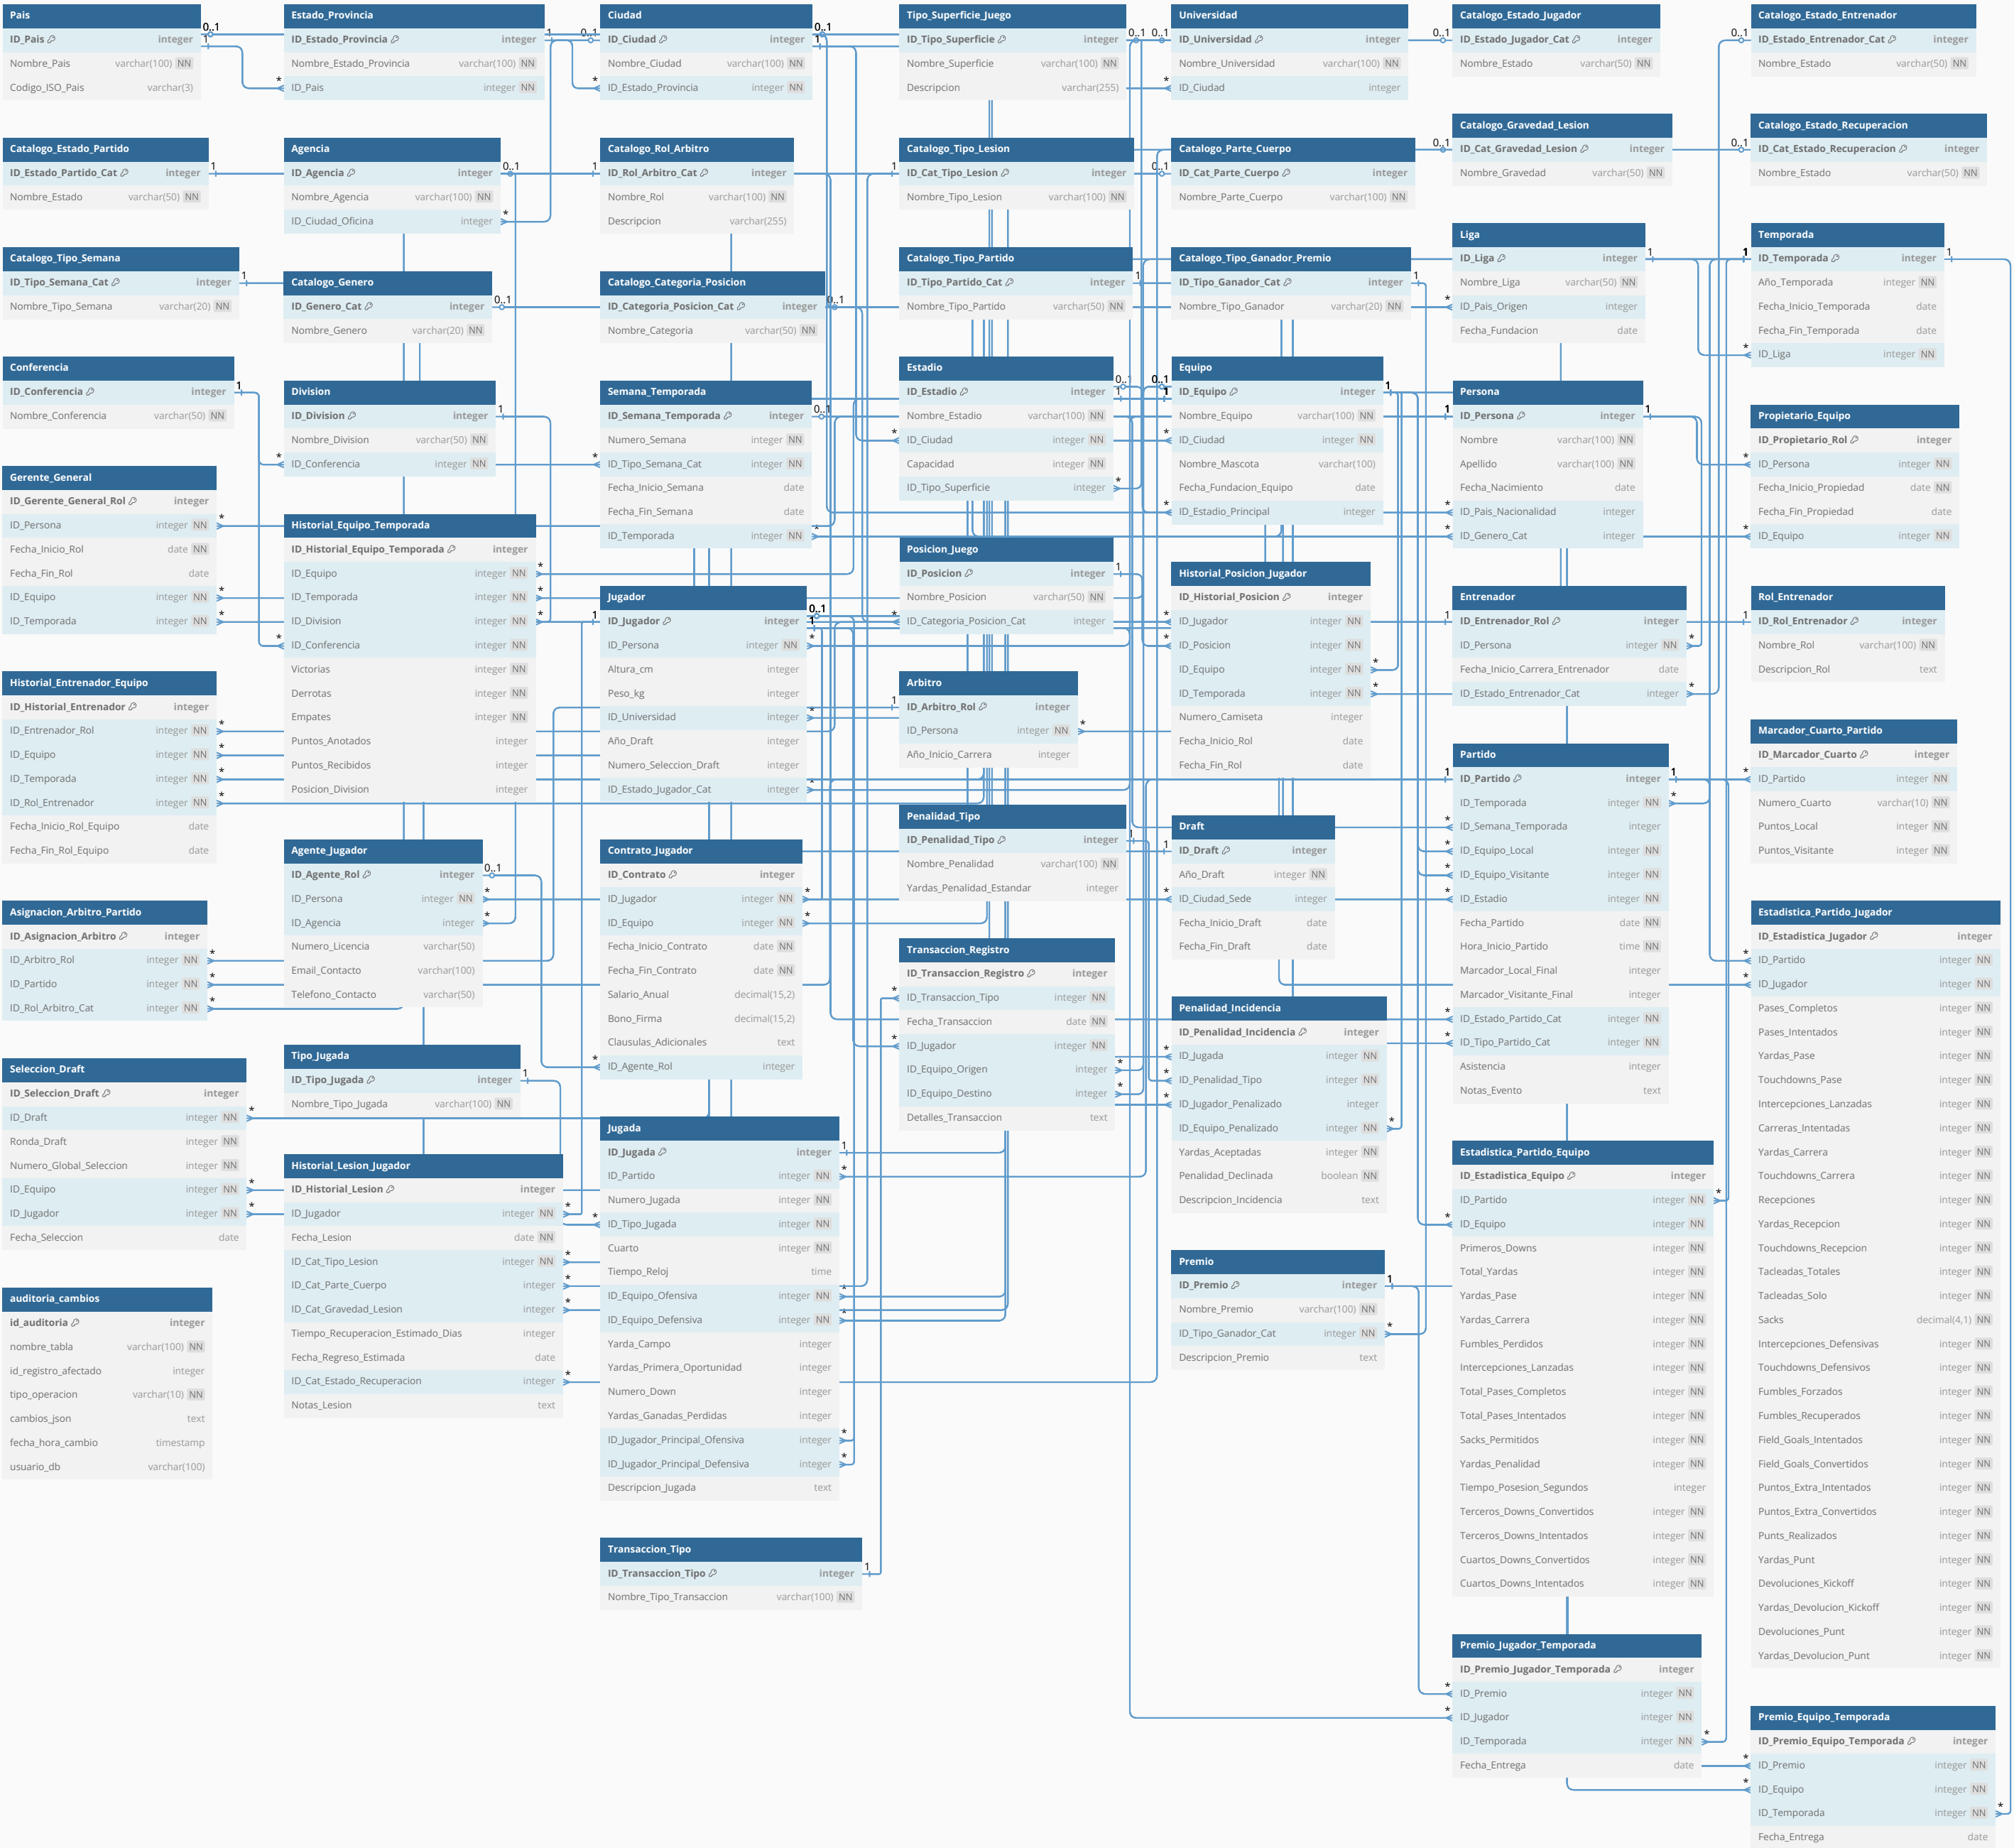 Pais
ID_Pais integer
Nombre_Pais varchar(100) NN
Codigo_ISO_Pais varchar(3)
Estado_Provincia
ID_Estado_Provincia integer
Nombre_Estado_Provincia varchar(100) NN
ID_Pais integer NN
Ciudad
ID_Ciudad integer
Nombre_Ciudad varchar(100) NN
ID_Estado_Provincia integer NN
Tipo_Superficie_Juego
ID_Tipo_Superficie integer
Nombre_Superficie varchar(100) NN
Descripcion varchar(255)
Universidad
ID_Universidad integer
Nombre_Universidad varchar(100) NN
ID_Ciudad integer
Catalogo_Estado_Jugador
ID_Estado_Jugador_Cat integer
Nombre_Estado varchar(50) NN
Catalogo_Estado_Entrenador
ID_Estado_Entrenador_Cat integer
Nombre_Estado varchar(50) NN
Catalogo_Estado_Partido
ID_Estado_Partido_Cat integer
Nombre_Estado varchar(50) NN
Agencia
ID_Agencia integer
Nombre_Agencia varchar(100) NN
ID_Ciudad_Oficina integer
Catalogo_Rol_Arbitro
ID_Rol_Arbitro_Cat integer
Nombre_Rol varchar(100) NN
Descripcion varchar(255)
Catalogo_Tipo_Lesion
ID_Cat_Tipo_Lesion integer
Nombre_Tipo_Lesion varchar(100) NN
Catalogo_Parte_Cuerpo
ID_Cat_Parte_Cuerpo integer
Nombre_Parte_Cuerpo varchar(100) NN
Catalogo_Gravedad_Lesion
ID_Cat_Gravedad_Lesion integer
Nombre_Gravedad varchar(50) NN
Catalogo_Estado_Recuperacion
ID_Cat_Estado_Recuperacion integer
Nombre_Estado varchar(50) NN
Catalogo_Tipo_Semana
ID_Tipo_Semana_Cat integer
Nombre_Tipo_Semana varchar(20) NN
Catalogo_Genero
ID_Genero_Cat integer
Nombre_Genero varchar(20) NN
Catalogo_Categoria_Posicion
ID_Categoria_Posicion_Cat integer
Nombre_Categoria varchar(50) NN
Catalogo_Tipo_Partido
ID_Tipo_Partido_Cat integer
Nombre_Tipo_Partido varchar(50) NN
Catalogo_Tipo_Ganador_Premio
ID_Tipo_Ganador_Cat integer
Nombre_Tipo_Ganador varchar(20) NN
Liga
ID_Liga integer
Nombre_Liga varchar(50) NN
ID_Pais_Origen integer
Fecha_Fundacion date
Temporada
ID_Temporada integer
Año_Temporada integer NN
Fecha_Inicio_Temporada date
Fecha_Fin_Temporada date
ID_Liga integer NN
Conferencia
ID_Conferencia integer
Nombre_Conferencia varchar(50) NN
Division
ID_Division integer
Nombre_Division varchar(50) NN
ID_Conferencia integer NN
Semana_Temporada
ID_Semana_Temporada integer
Numero_Semana integer NN
ID_Tipo_Semana_Cat integer NN
Fecha_Inicio_Semana date
Fecha_Fin_Semana date
ID_Temporada integer NN
Estadio
ID_Estadio integer
Nombre_Estadio varchar(100) NN
ID_Ciudad integer NN
Capacidad integer NN
ID_Tipo_Superficie integer
Equipo
ID_Equipo integer
Nombre_Equipo varchar(100) NN
ID_Ciudad integer NN
Nombre_Mascota varchar(100)
Fecha_Fundacion_Equipo date
ID_Estadio_Principal integer
Persona
ID_Persona integer
Nombre varchar(100) NN
Apellido varchar(100) NN
Fecha_Nacimiento date
ID_Pais_Nacionalidad integer
ID_Genero_Cat integer
Propietario_Equipo
ID_Propietario_Rol integer
ID_Persona integer NN
Fecha_Inicio_Propiedad date NN
Fecha_Fin_Propiedad date
ID_Equipo integer NN
Gerente_General
ID_Gerente_General_Rol integer
ID_Persona integer NN
Fecha_Inicio_Rol date NN
Fecha_Fin_Rol date
ID_Equipo integer NN
ID_Temporada integer NN
Historial_Equipo_Temporada
ID_Historial_Equipo_Temporada integer
ID_Equipo integer NN
ID_Temporada integer NN
ID_Division integer NN
ID_Conferencia integer NN
Victorias integer NN
Derrotas integer NN
Empates integer NN
Puntos_Anotados integer
Puntos_Recibidos integer
Posicion_Division integer
Jugador
ID_Jugador integer
ID_Persona integer NN
Altura_cm integer
Peso_kg integer
ID_Universidad integer
Año_Draft integer
Numero_Seleccion_Draft integer
ID_Estado_Jugador_Cat integer
Posicion_Juego
ID_Posicion integer
Nombre_Posicion varchar(50) NN
ID_Categoria_Posicion_Cat integer
Historial_Posicion_Jugador
ID_Historial_Posicion integer
ID_Jugador integer NN
ID_Posicion integer NN
ID_Equipo integer NN
ID_Temporada integer NN
Numero_Camiseta integer
Fecha_Inicio_Rol date
Fecha_Fin_Rol date
Entrenador
ID_Entrenador_Rol integer
ID_Persona integer NN
Fecha_Inicio_Carrera_Entrenador date
ID_Estado_Entrenador_Cat integer
Rol_Entrenador
ID_Rol_Entrenador integer
Nombre_Rol varchar(100) NN
Descripcion_Rol text
Historial_Entrenador_Equipo
ID_Historial_Entrenador integer
ID_Entrenador_Rol integer NN
ID_Equipo integer NN
ID_Temporada integer NN
ID_Rol_Entrenador integer NN
Fecha_Inicio_Rol_Equipo date
Fecha_Fin_Rol_Equipo date
Arbitro
ID_Arbitro_Rol integer
ID_Persona integer NN
Año_Inicio_Carrera integer
Partido
ID_Partido integer
ID_Temporada integer NN
ID_Semana_Temporada integer
ID_Equipo_Local integer NN
ID_Equipo_Visitante integer NN
ID_Estadio integer NN
Fecha_Partido date NN
Hora_Inicio_Partido time NN
Marcador_Local_Final integer
Marcador_Visitante_Final integer
ID_Estado_Partido_Cat integer NN
ID_Tipo_Partido_Cat integer NN
Asistencia integer
Notas_Evento text
Marcador_Cuarto_Partido
ID_Marcador_Cuarto integer
ID_Partido integer NN
Numero_Cuarto varchar(10) NN
Puntos_Local integer NN
Puntos_Visitante integer NN
Asignacion_Arbitro_Partido
ID_Asignacion_Arbitro integer
ID_Arbitro_Rol integer NN
ID_Partido integer NN
ID_Rol_Arbitro_Cat integer NN
Agente_Jugador
ID_Agente_Rol integer
ID_Persona integer NN
ID_Agencia integer
Numero_Licencia varchar(50)
Email_Contacto varchar(100)
Telefono_Contacto varchar(50)
Contrato_Jugador
ID_Contrato integer
ID_Jugador integer NN
ID_Equipo integer NN
Fecha_Inicio_Contrato date NN
Fecha_Fin_Contrato date NN
Salario_Anual decimal(15,2)
Bono_Firma decimal(15,2)
Clausulas_Adicionales text
ID_Agente_Rol integer
Penalidad_Tipo
ID_Penalidad_Tipo integer
Nombre_Penalidad varchar(100) NN
Yardas_Penalidad_Estandar integer
Draft
ID_Draft integer
Año_Draft integer NN
ID_Ciudad_Sede integer
Fecha_Inicio_Draft date
Fecha_Fin_Draft date
Estadistica_Partido_Jugador
ID_Estadistica_Jugador integer
ID_Partido integer NN
ID_Jugador integer NN
Pases_Completos integer NN
Pases_Intentados integer NN
Yardas_Pase integer NN
Touchdowns_Pase integer NN
Intercepciones_Lanzadas integer NN
Carreras_Intentadas integer NN
Yardas_Carrera integer NN
Touchdowns_Carrera integer NN
Recepciones integer NN
Yardas_Recepcion integer NN
Touchdowns_Recepcion integer NN
Tacleadas_Totales integer NN
Tacleadas_Solo integer NN
Sacks decimal(4,1) NN
Intercepciones_Defensivas integer NN
Touchdowns_Defensivos integer NN
Fumbles_Forzados integer NN
Fumbles_Recuperados integer NN
Field_Goals_Intentados integer NN
Field_Goals_Convertidos integer NN
Puntos_Extra_Intentados integer NN
Puntos_Extra_Convertidos integer NN
Punts_Realizados integer NN
Yardas_Punt integer NN
Devoluciones_Kickoff integer NN
Yardas_Devolucion_Kickoff integer NN
Devoluciones_Punt integer NN
Yardas_Devolucion_Punt integer NN
Transaccion_Registro
ID_Transaccion_Registro integer
ID_Transaccion_Tipo integer NN
Fecha_Transaccion date NN
ID_Jugador integer NN
ID_Equipo_Origen integer
ID_Equipo_Destino integer
Detalles_Transaccion text
Penalidad_Incidencia
ID_Penalidad_Incidencia integer
ID_Jugada integer NN
ID_Penalidad_Tipo integer NN
ID_Jugador_Penalizado integer
ID_Equipo_Penalizado integer NN
Yardas_Aceptadas integer NN
Penalidad_Declinada boolean NN
Descripcion_Incidencia text
Seleccion_Draft
ID_Seleccion_Draft integer
ID_Draft integer NN
Ronda_Draft integer NN
Numero_Global_Seleccion integer NN
ID_Equipo integer NN
ID_Jugador integer NN
Fecha_Seleccion date
Tipo_Jugada
ID_Tipo_Jugada integer
Nombre_Tipo_Jugada varchar(100) NN
Jugada
ID_Jugada integer
ID_Partido integer NN
Numero_Jugada integer NN
ID_Tipo_Jugada integer NN
Cuarto integer NN
Tiempo_Reloj time
ID_Equipo_Ofensiva integer NN
ID_Equipo_Defensiva integer NN
Yarda_Campo integer
Yardas_Primera_Oportunidad integer
Numero_Down integer
Yardas_Ganadas_Perdidas integer
ID_Jugador_Principal_Ofensiva integer
ID_Jugador_Principal_Defensiva integer
Descripcion_Jugada text
Historial_Lesion_Jugador
ID_Historial_Lesion integer
ID_Jugador integer NN
Fecha_Lesion date NN
ID_Cat_Tipo_Lesion integer NN
ID_Cat_Parte_Cuerpo integer
ID_Cat_Gravedad_Lesion integer
Tiempo_Recuperacion_Estimado_Dias integer
Fecha_Regreso_Estimada date
ID_Cat_Estado_Recuperacion integer
Notas_Lesion text
Estadistica_Partido_Equipo
ID_Estadistica_Equipo integer
ID_Partido integer NN
ID_Equipo integer NN
Primeros_Downs integer NN
Total_Yardas integer NN
Yardas_Pase integer NN
Yardas_Carrera integer NN
Fumbles_Perdidos integer NN
Intercepciones_Lanzadas integer NN
Total_Pases_Completos integer NN
Total_Pases_Intentados integer NN
Sacks_Permitidos integer NN
Yardas_Penalidad integer NN
Tiempo_Posesion_Segundos integer
Terceros_Downs_Convertidos integer NN
Terceros_Downs_Intentados integer NN
Cuartos_Downs_Convertidos integer NN
Cuartos_Downs_Intentados integer NN
Premio
ID_Premio integer
Nombre_Premio varchar(100) NN
ID_Tipo_Ganador_Cat integer NN
Descripcion_Premio text
auditoria_cambios
id_auditoria integer
nombre_tabla varchar(100) NN
id_registro_afectado integer
tipo_operacion varchar(10) NN
cambios_json text
fecha_hora_cambio timestamp
usuario_db varchar(100)
Transaccion_Tipo
ID_Transaccion_Tipo integer
Nombre_Tipo_Transaccion varchar(100) NN
Premio_Jugador_Temporada
ID_Premio_Jugador_Temporada integer
ID_Premio integer NN
ID_Jugador integer NN
ID_Temporada integer NN
Fecha_Entrega date
Premio_Equipo_Temporada
ID_Premio_Equipo_Temporada integer
ID_Premio integer NN
ID_Equipo integer NN
ID_Temporada integer NN
Fecha_Entrega date